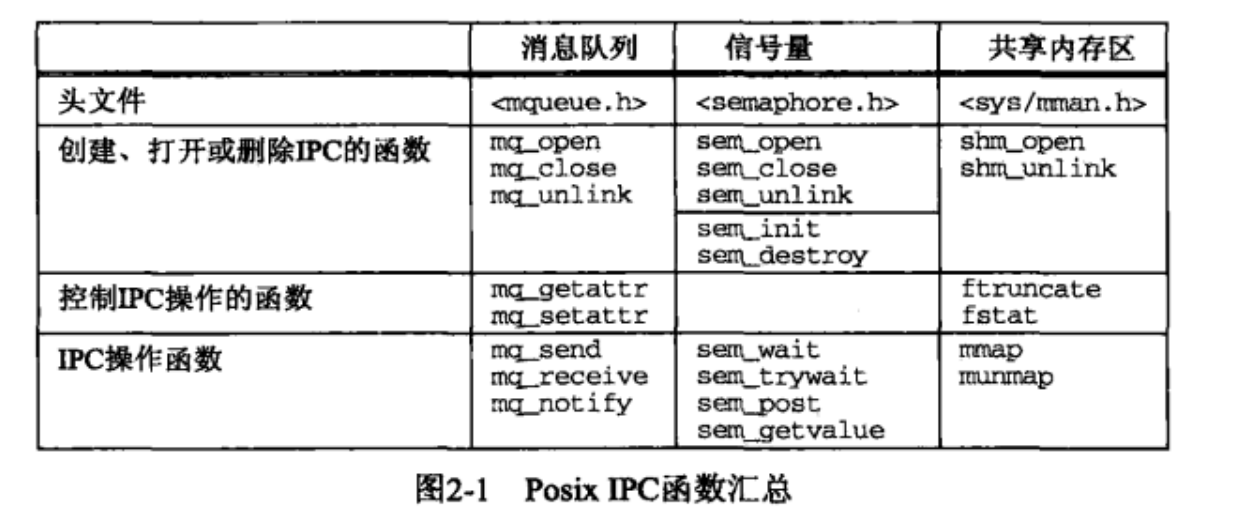 消息队列 信号量 共享内存区
头文件 <mqueue.h> <semaphore.h> <sys/mman.h>
创建、打开或删除IPC的函数 mq_open sem_open shm_open
mq_close sem_close shm_unlink
mq_unlink sem_unlink
sem_init
sem_destroy
控制IPC操作的函数 mq_getattr ftruncate
mq_setattr fstat
IPC操作函数 mq_send sem_wait mmap
mq_receive sem_trywait munmap
mq_notify sem_post
sem_getvalue
图2-1 Posix IPC函数汇总